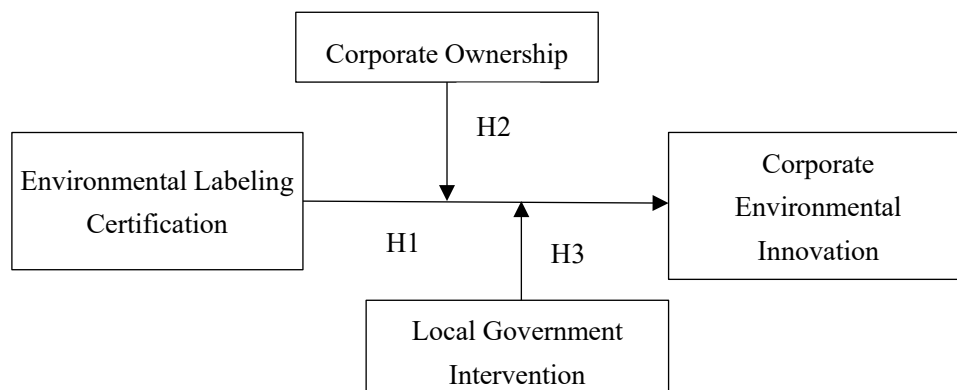 Corporate Ownership
H2
Environmental Labeling
Certification
Corporate
Environmental
Innovation
H1
H3
Local Government
Intervention